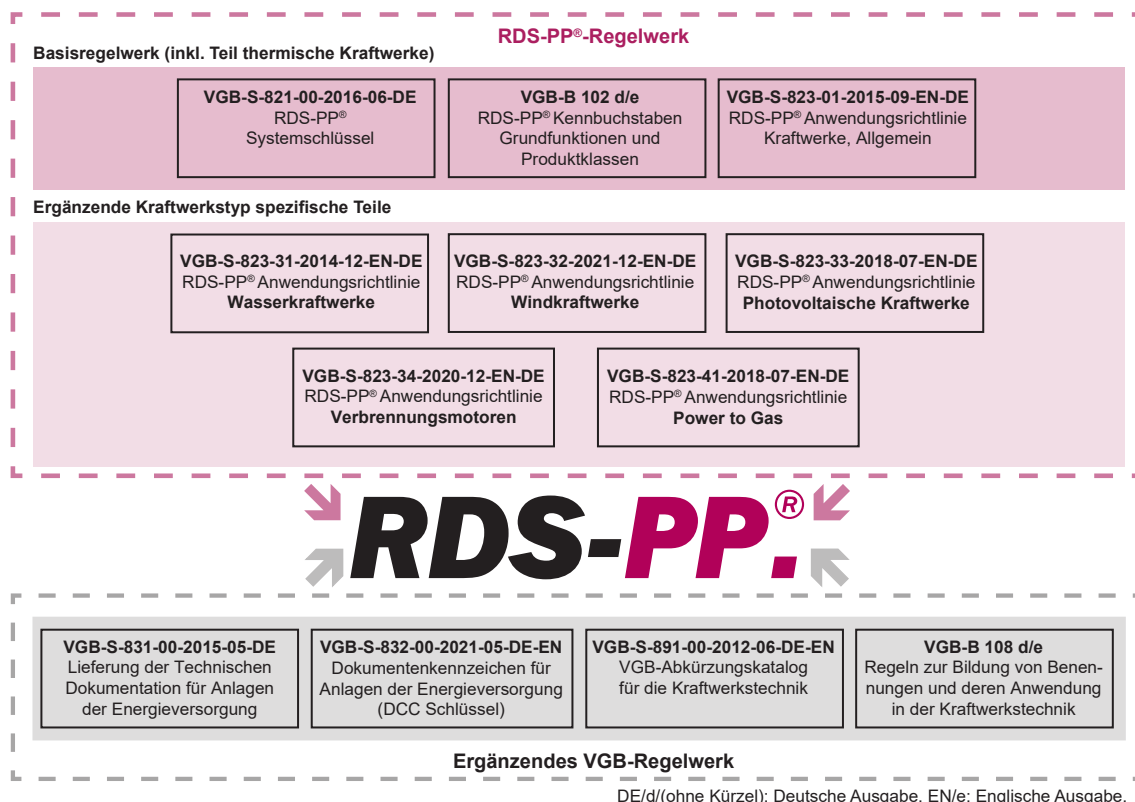 RDS-PP®-Regelwerk
Basisregelwerk (inkl. Teil thermische Kraftwerke)
VGB-S-821-00-2016-06-DE
RDS-PP®
Systemschlüssel
VGB-B 102 d/e
RDS-PP® Kennbuchstaben
Grundfunktionen und
Produktklassen
VGB-S-823-01-2015-09-EN-DE
RDS-PP® Anwendungsrichtlinie
Kraftwerke, Allgemein
Ergänzende Kraftwerkstyp spezifische Teile
VGB-S-823-31-2014-12-EN-DE
RDS-PP® Anwendungsrichtlinie
Wasserkraftwerke
VGB-S-823-32-2021-12-EN-DE
RDS-PP® Anwendungsrichtlinie
Windkraftwerke
VGB-S-823-33-2018-07-EN-DE
RDS-PP® Anwendungsrichtlinie
Photovoltaische Kraftwerke
VGB-S-823-34-2020-12-EN-DE
RDS-PP® Anwendungsrichtlinie
Verbrennungsmotoren
VGB-S-823-41-2018-07-EN-DE
RDS-PP® Anwendungsrichtlinie
Power to Gas
RDS-PP.®
VGB-S-831-00-2015-05-DE
Lieferung der Technischen
Dokumentation für Anlagen
der Energieversorgung
VGB-S-832-00-2021-05-DE-EN
Dokumentenkennzeichen für
Anlagen der Energieversorgung
(DCC Schlüssel)
VGB-S-891-00-2012-06-DE-EN
VGB-Abkürzungskatalog
für die Kraftwerkstechnik
VGB-B 108 d/e
Regeln zur Bildung von Benen-
nungen und deren Anwendung
in der Kraftwerkstechnik
Ergänzendes VGB-Regelwerk
DE/d/(ohne Kürzel): Deutsche Ausgabe, EN/e: Englische Ausgabe,